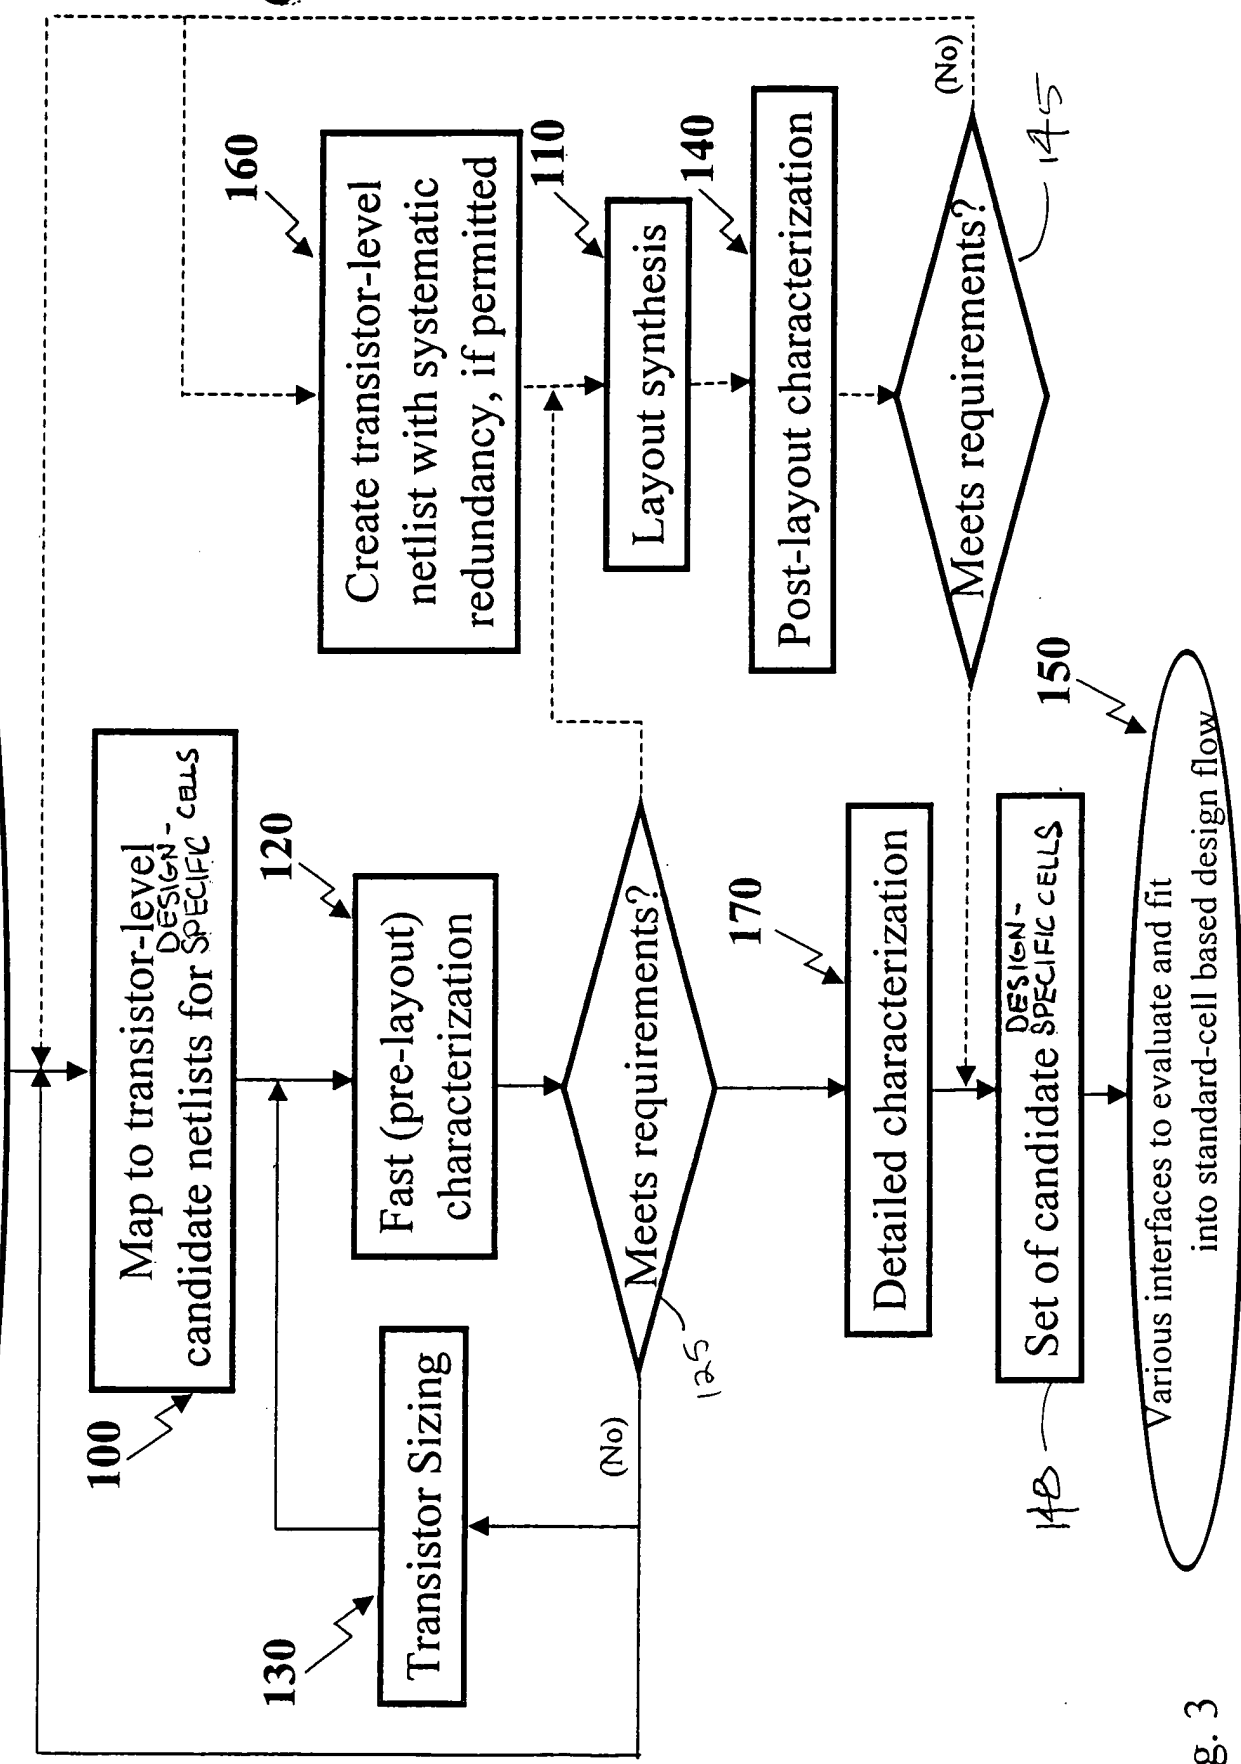 100
Map to transistor-level
DESIGN-
candidate netlists for SPECIFIC CELLS
130
Transistor Sizing
120
Fast (pre-layout)
characterization
(No)
Meets requirements?
125
160
Create transistor-level
netlist with systematic
redundancy, if permitted
110
Layout synthesis
140
Post-layout characterization
Meets requirements?
(No)
145
170
Detailed characterization
DESIGN-
Set of candidate SPECIFIC CELLS
148
150
Various interfaces to evaluate and fit
into standard-cell based design flow
g. 3